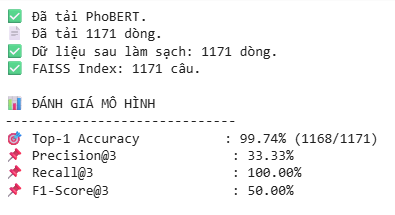 ✅ Đã tải PhoBERT.
📄 Đã tải 1171 dòng.
✅ Dữ liệu sau làm sạch: 1171 dòng.
✅ FAISS Index: 1171 câu.
📊 ĐÁNH GIÁ MÔ HÌNH
------------------------------
🎯 Top-1 Accuracy : 99.74% (1168/1171)
📌 Precision@3 : 33.33%
📌 Recall@3 : 100.00%
📌 F1-Score@3 : 50.00%